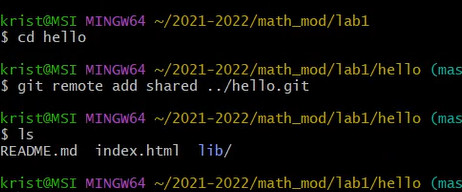 krist@MSI MINGW64 ~/2021-2022/math_mod/lab1
$ cd hello
krist@MSI MINGW64 ~/2021-2022/math_mod/lab1/hello (mas
$ git remote add shared ../hello.git
krist@MSI MINGW64 ~/2021-2022/math_mod/lab1/hello (mas
$ ls
README.md  index.html  lib/
krist@MSI MINGW64 ~/2021-2022/math_mod/lab1/hello (mas